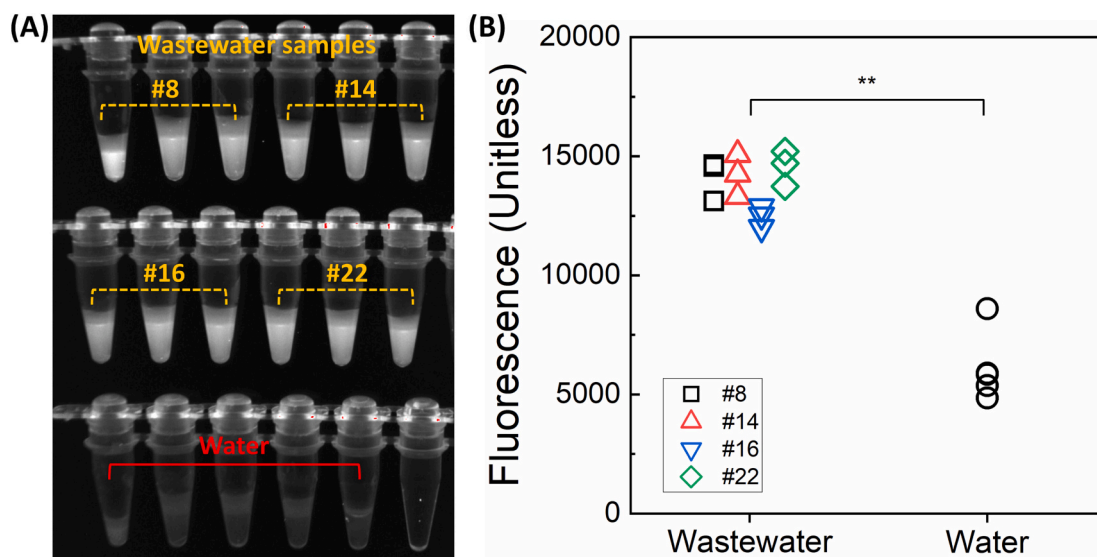 (A)
Wastewater samples
#8
#14
#16
#22
Water
(B)
Fluorescence (Unitless)
20000
15000
10000
5000
0
**
#8
#14
#16
#22
Wastewater
Water